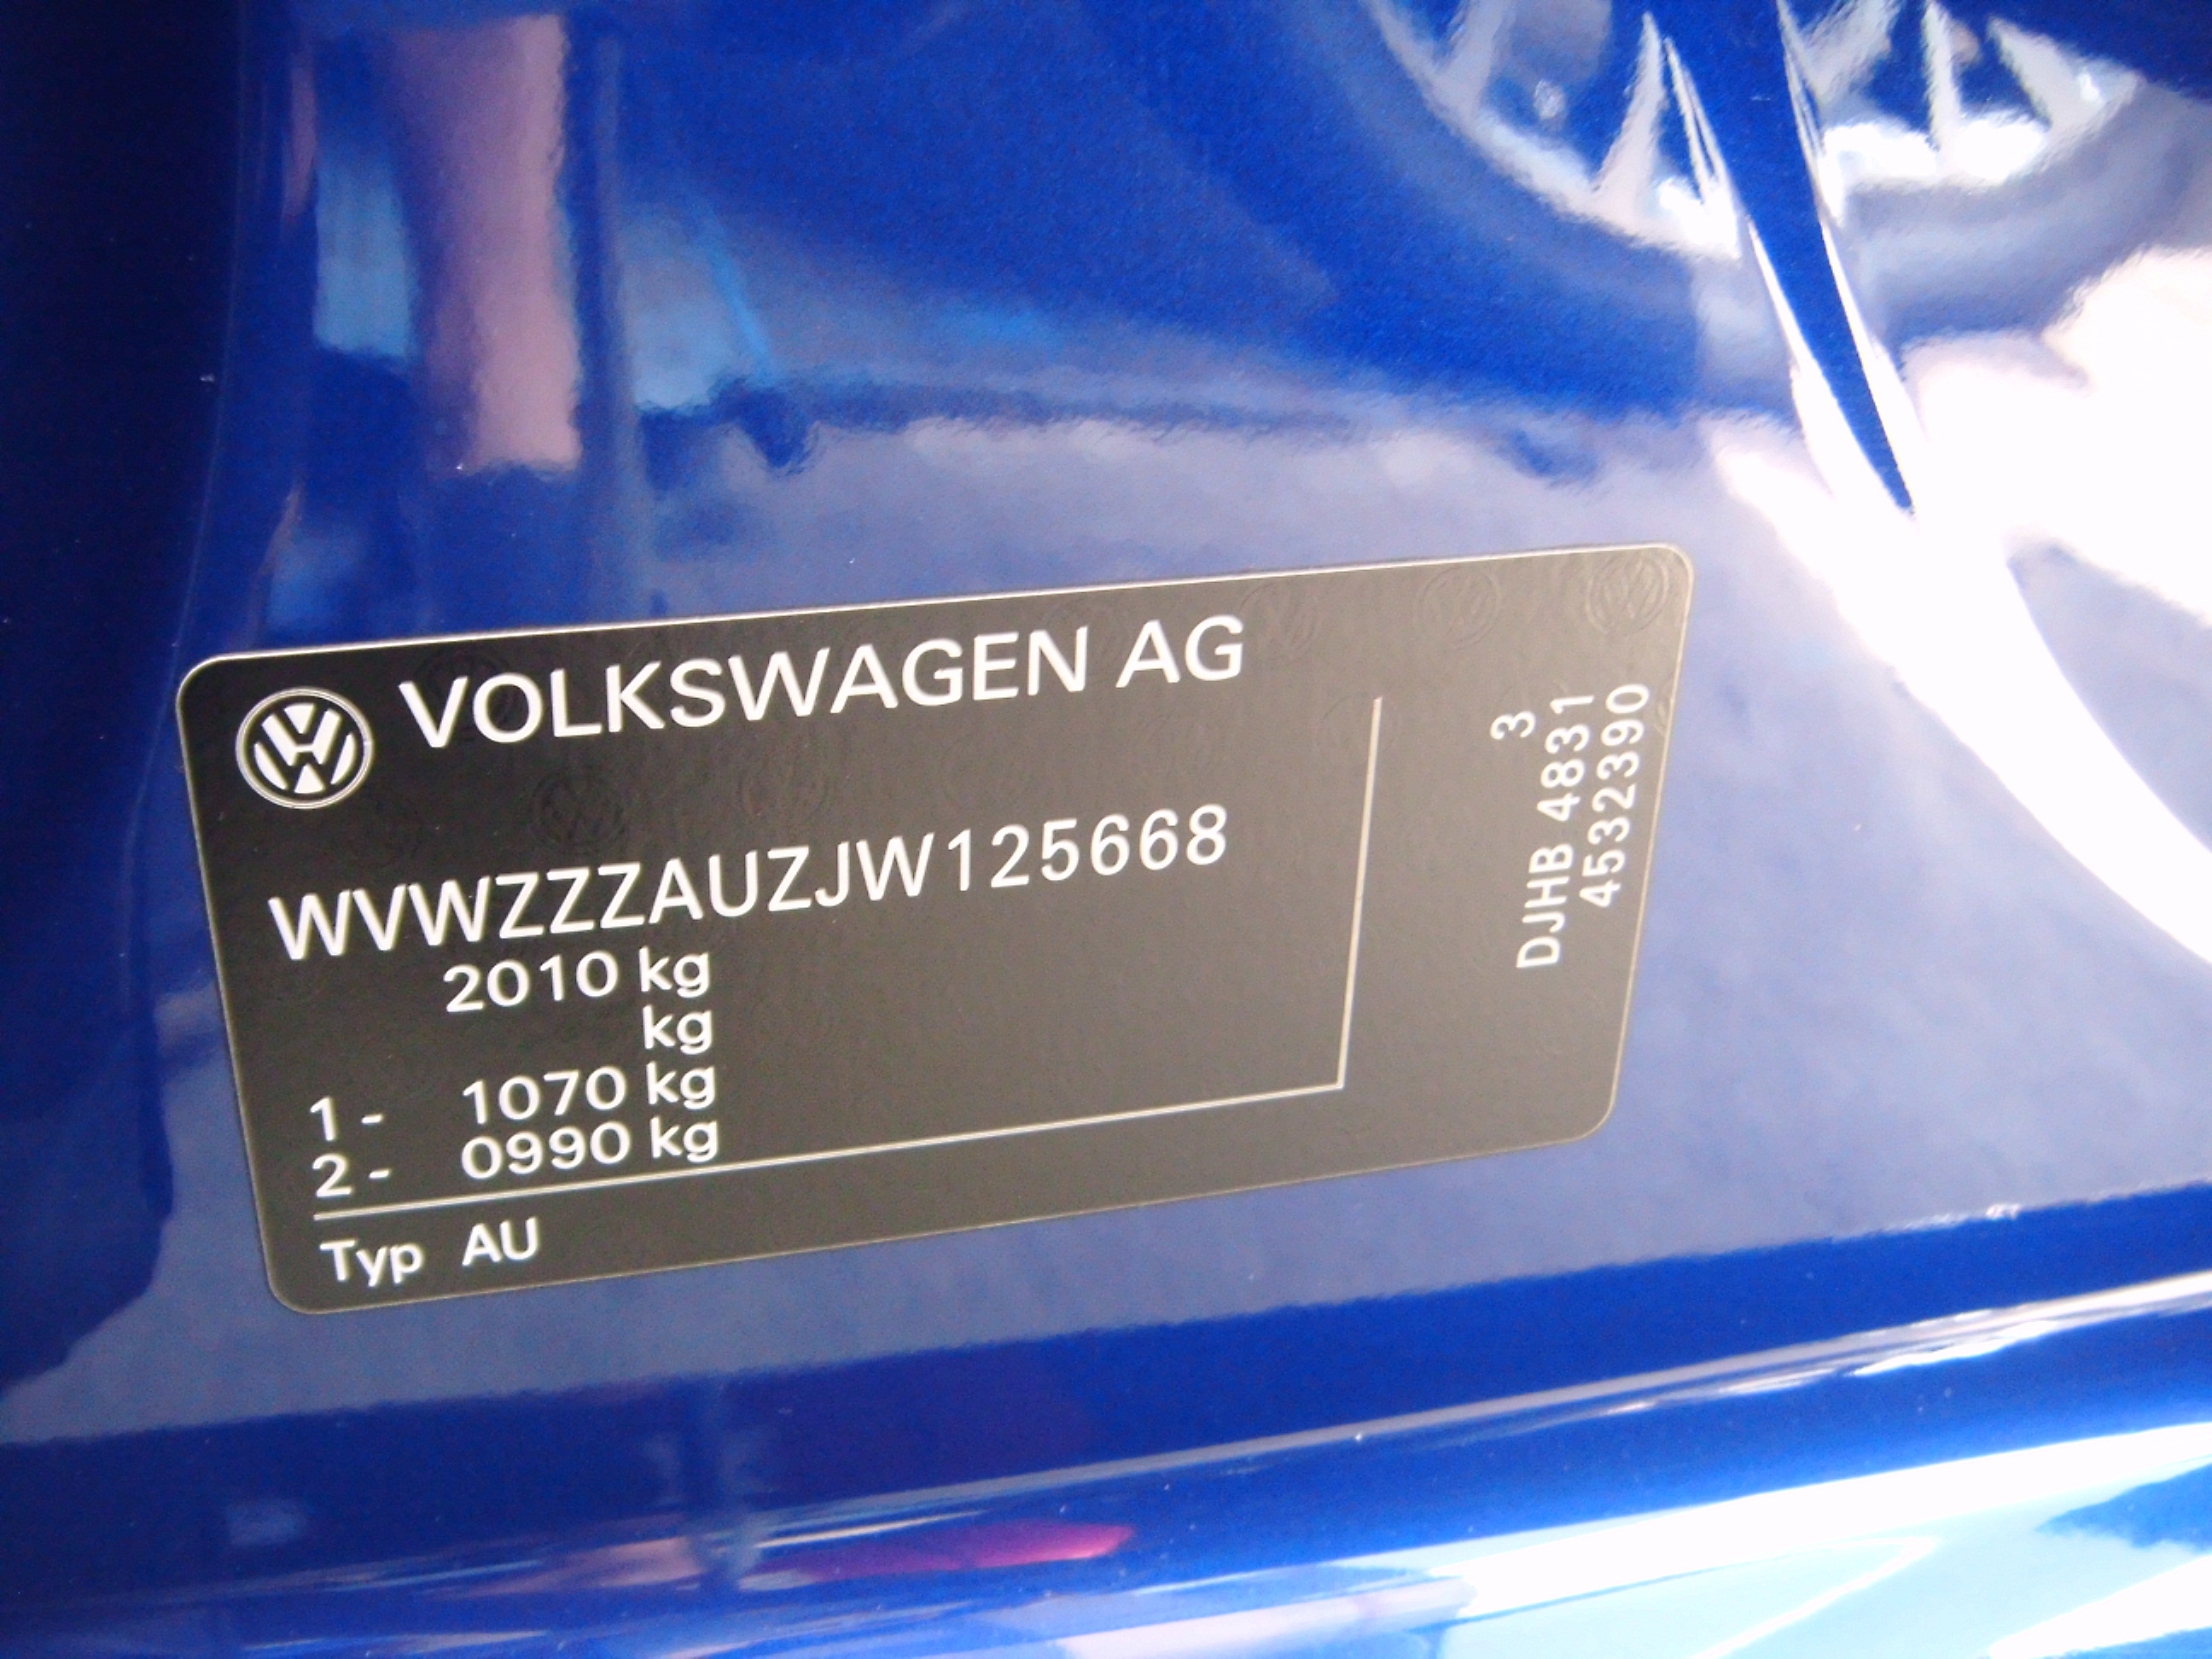 VOLKSWAGEN AG
WVWZZZAUZJW125668
2010 kg
kg
1 - 1070 kg
2 - 0990 kg
Typ AU
3
DJHB 4831
4532390